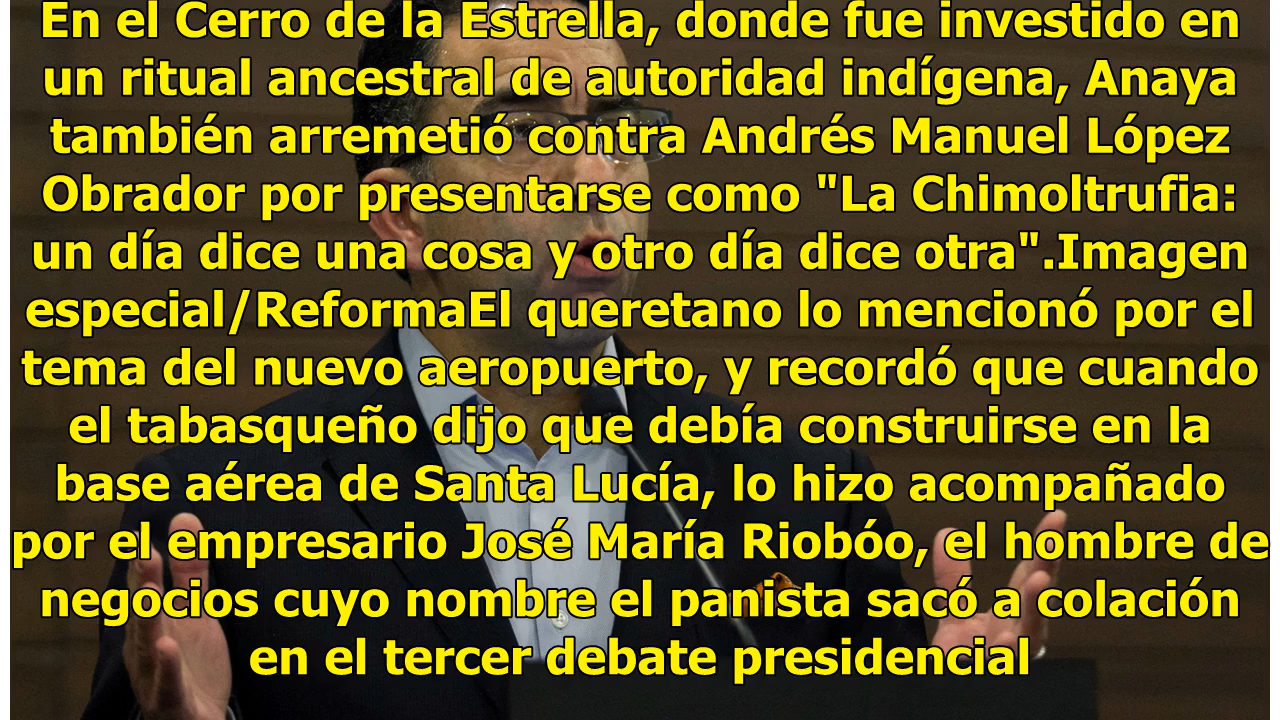 En el Cerro de la Estrella, donde fue investido en
un ritual ancestral de autoridad indígena, Anaya
también arremetió contra Andrés Manuel López
Obrador por presentarse como "La Chimoltrufia:
un día dice una cosa y otro día dice otra".Imagen
especial/ReformaEl queretano lo mencionó por el
tema del nuevo aeropuerto, y recordó que cuando
el tabasqueño dijo que debía construirse en la
base aérea de Santa Lucía, lo hizo acompañado
por el empresario José María Riobóo, el hombre de
negocios cuyo nombre el panista sacó a colación
en el tercer debate presidencial